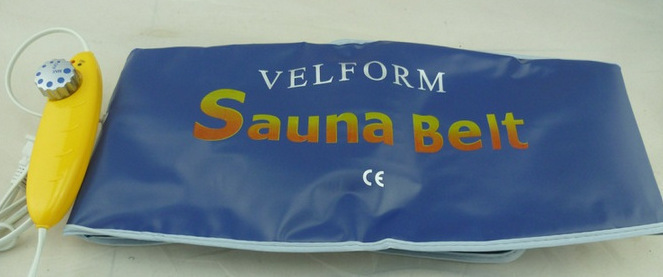 VELFORM
Sauna Belt
CE